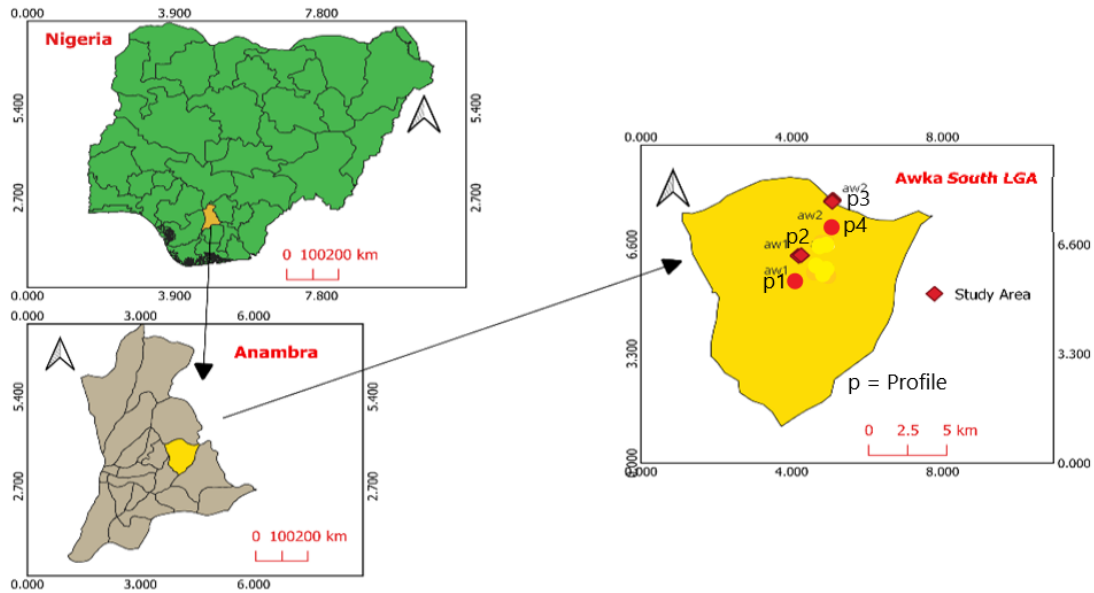 0.000 3.900 7.800
Nigeria
5.400 5.400
2.700 2.700
0 100200 km
0.000 3.900 7.800
0.000 3.000 6.000
Anambra
5.400 5.400
2.700 2.700
0 100200 km
0.000 3.000 6.000
0.000 4.000 8.000
Awka South LGA
aw2
p3
aw2
p4
aw1 p2
6.600 6.600
aw1
p1
Study Area
3.300 3.300
p = Profile
0 2.5 5 km
0.000 0.000
0.000 4.000 8.000